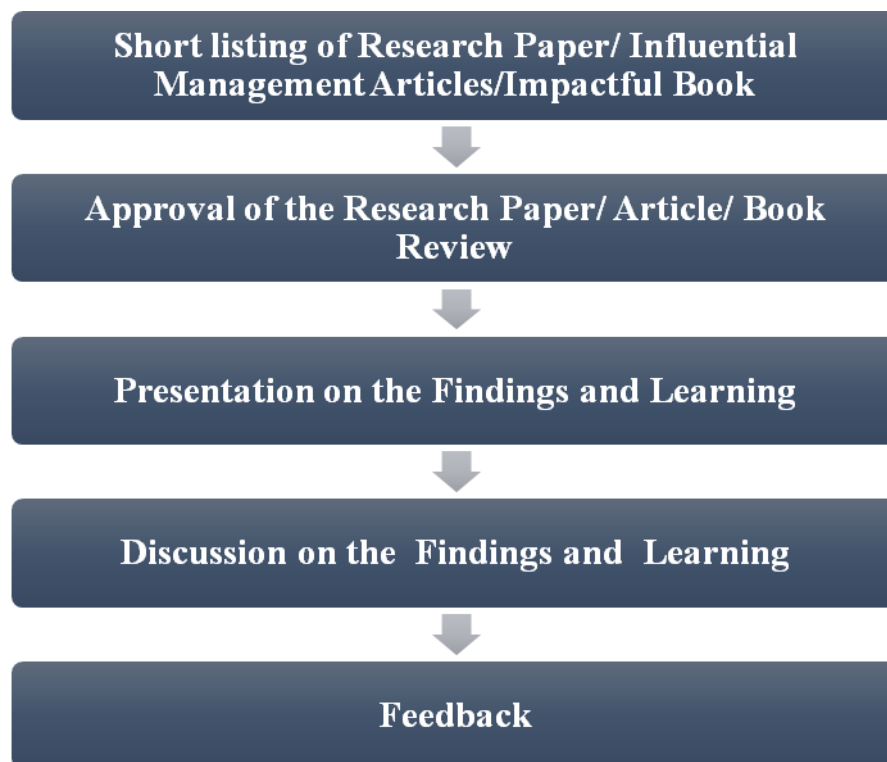 Short listing of Research Paper/ Influential
Management Articles/Impactful Book
Approval of the Research Paper/ Article/ Book
Review
Presentation on the Findings and Learning
Discussion on the Findings and Learning
Feedback